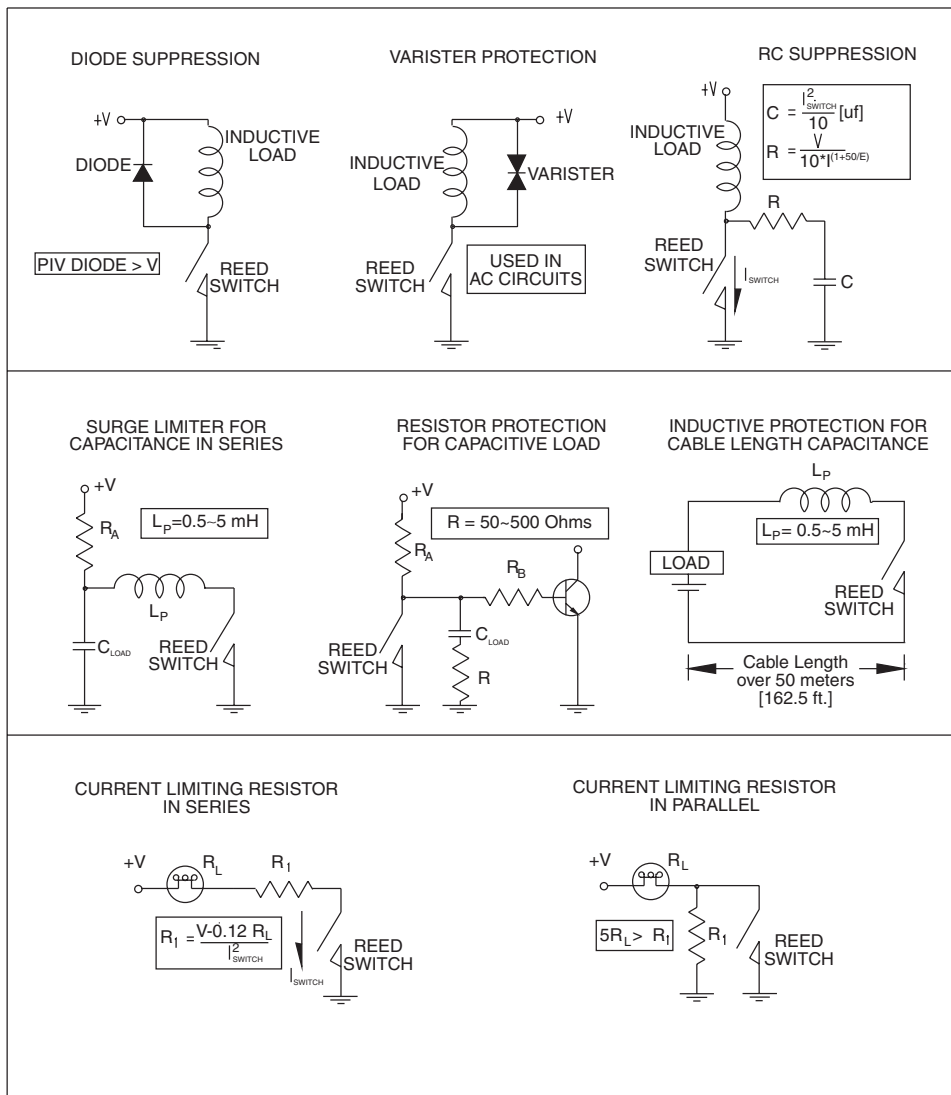 DIODE SUPPRESSION
+V
INDUCTIVE
LOAD
DIODE
PIV DIODE > V
REED
SWITCH
VARISTER PROTECTION
+V
INDUCTIVE
LOAD
VARISTER
REED
SWITCH
USED IN
AC CIRCUITS
RC SUPPRESSION
+V
C = I²SWITCH / 10 [uf]
R = V / 10*I^(1+50/E)
R
REED
SWITCH
ISWITCH
C
SURGE LIMITER FOR
CAPACITANCE IN SERIES
+V
RA
LP=0.5~5 mH
LP
CLOAD
REED
SWITCH
RESISTOR PROTECTION
FOR CAPACITIVE LOAD
+V
R = 50~500 Ohms
RA
RB
CLOAD
REED
SWITCH
R
INDUCTIVE PROTECTION FOR
CABLE LENGTH CAPACITANCE
LP
LP= 0.5~5 mH
LOAD
REED
SWITCH
Cable Length
over 50 meters
[162.5 ft.]
CURRENT LIMITING RESISTOR
IN SERIES
+V
RL
R1
R1 = V-0.12 RL / I²SWITCH
ISWITCH
REED
SWITCH
CURRENT LIMITING RESISTOR
IN PARALLEL
+V
RL
5RL> R1
R1
REED
SWITCH